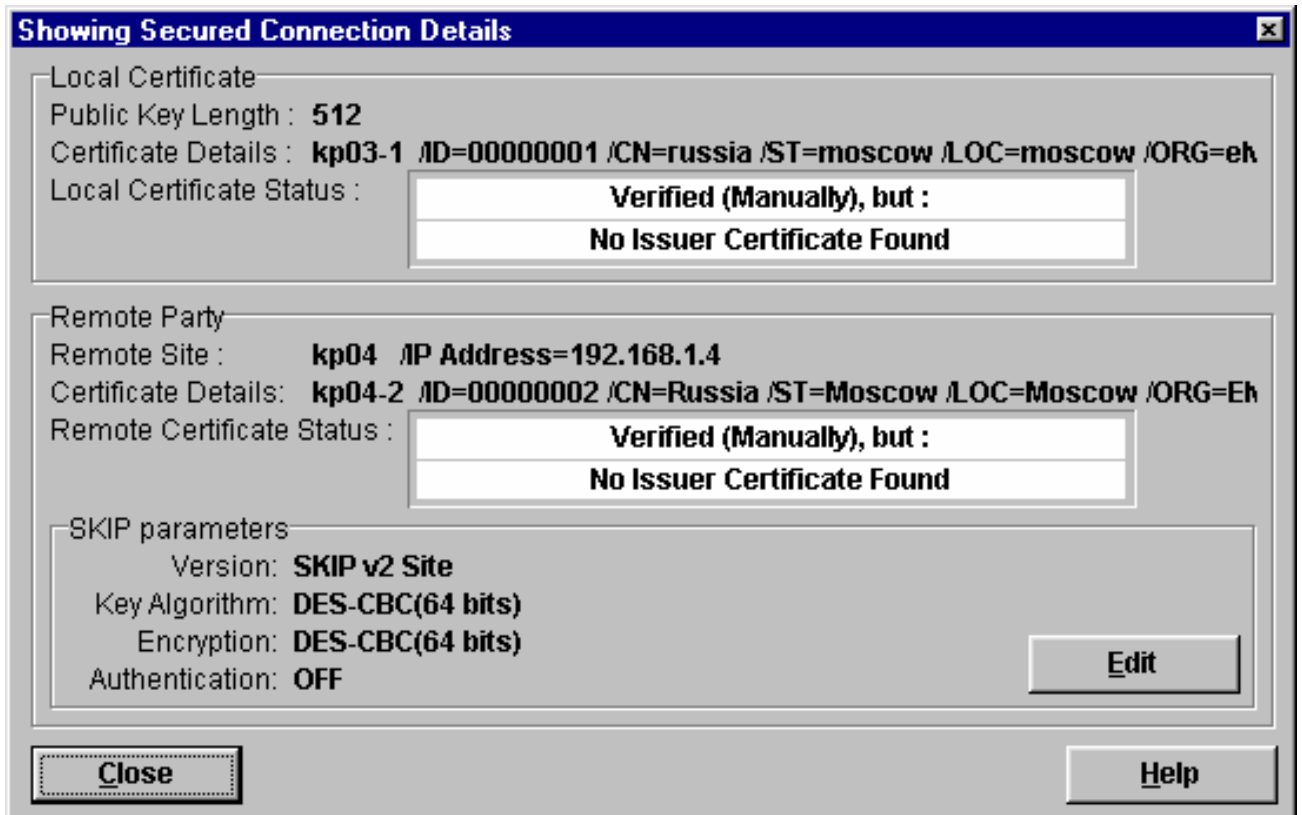 Showing Secured Connection Details
Local Certificate
Public Key Length : 512
Certificate Details : kp03-1 /ID=00000001 /CN=russia /ST=moscow /LOC=moscow /ORG=
Local Certificate Status :
Verified (Manually), but :
No Issuer Certificate Found
Remote Party
Remote Site : kp04 /IP Address=192.168.1.4
Certificate Details: kp04-2 /ID=00000002 /CN=Russia /ST=Moscow /LOC=Moscow /ORG=
Remote Certificate Status :
Verified (Manually), but :
No Issuer Certificate Found
SKIP parameters
Version: SKIP v2 Site
Key Algorithm: DES-CBC(64 bits)
Encryption: DES-CBC(64 bits)
Authentication: OFF
Edit
Close
Help